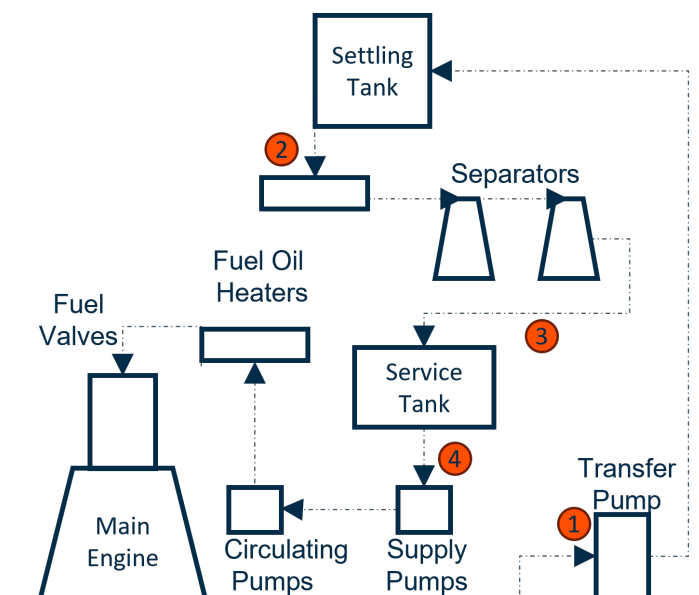 Settling
Tank
2
Separators
Fuel Oil
Heaters
Fuel
Valves
3
Service
Tank
4
Transfer
Pump
1
Main
Engine
Circulating
Pumps
Supply
Pumps